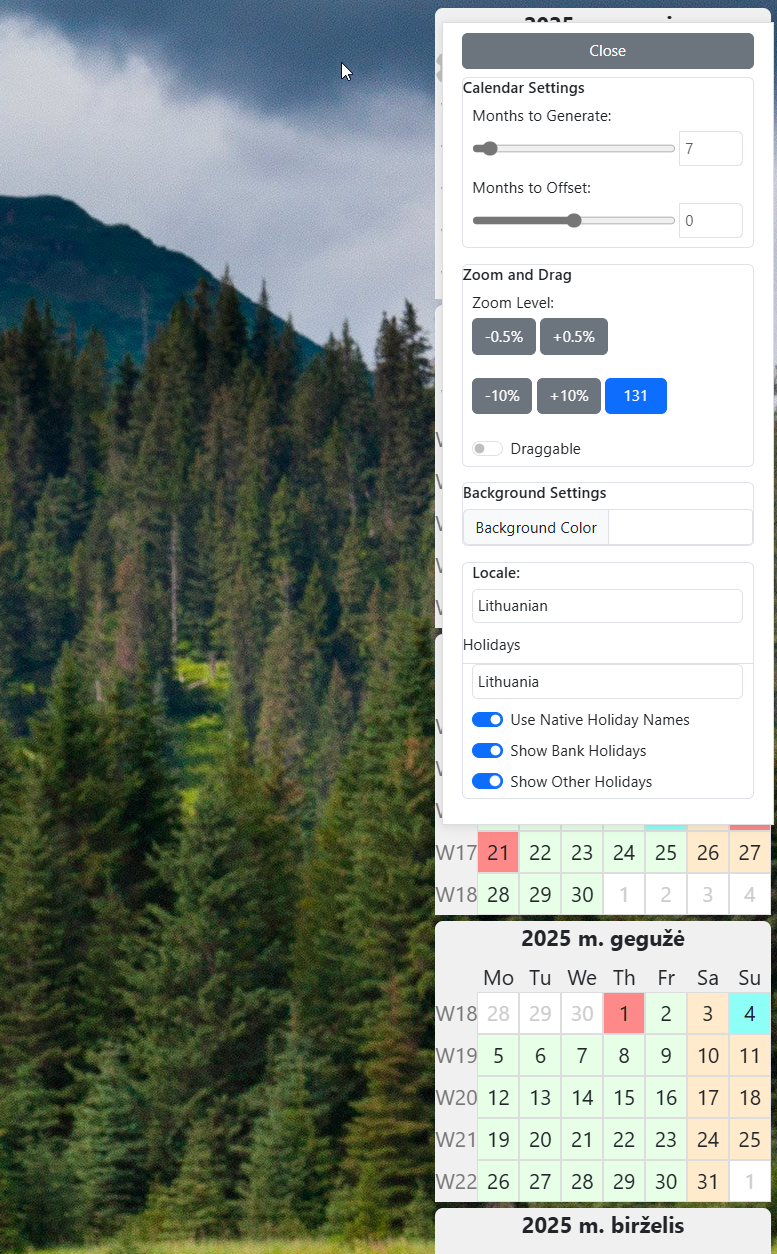 2025
Close
Calendar Settings
Months to Generate:
7
Months to Offset:
0
Zoom and Drag
Zoom Level:
-0.5% +0.5%
-10% +10% 131
Draggable
Background Settings
Background Color
Locale:
Lithuanian
Holidays
Lithuania
Use Native Holiday Names
Show Bank Holidays
Show Other Holidays
W17 21 22 23 24 25 26 27
W18 28 29 30 1 2 3 4
2025 m. gegužė
Mo Tu We Th Fr Sa Su
W18 28 29 30 1 2 3 4
W19 5 6 7 8 9 10 11
W20 12 13 14 15 16 17 18
W21 19 20 21 22 23 24 25
W22 26 27 28 29 30 31 1
2025 m. birželis